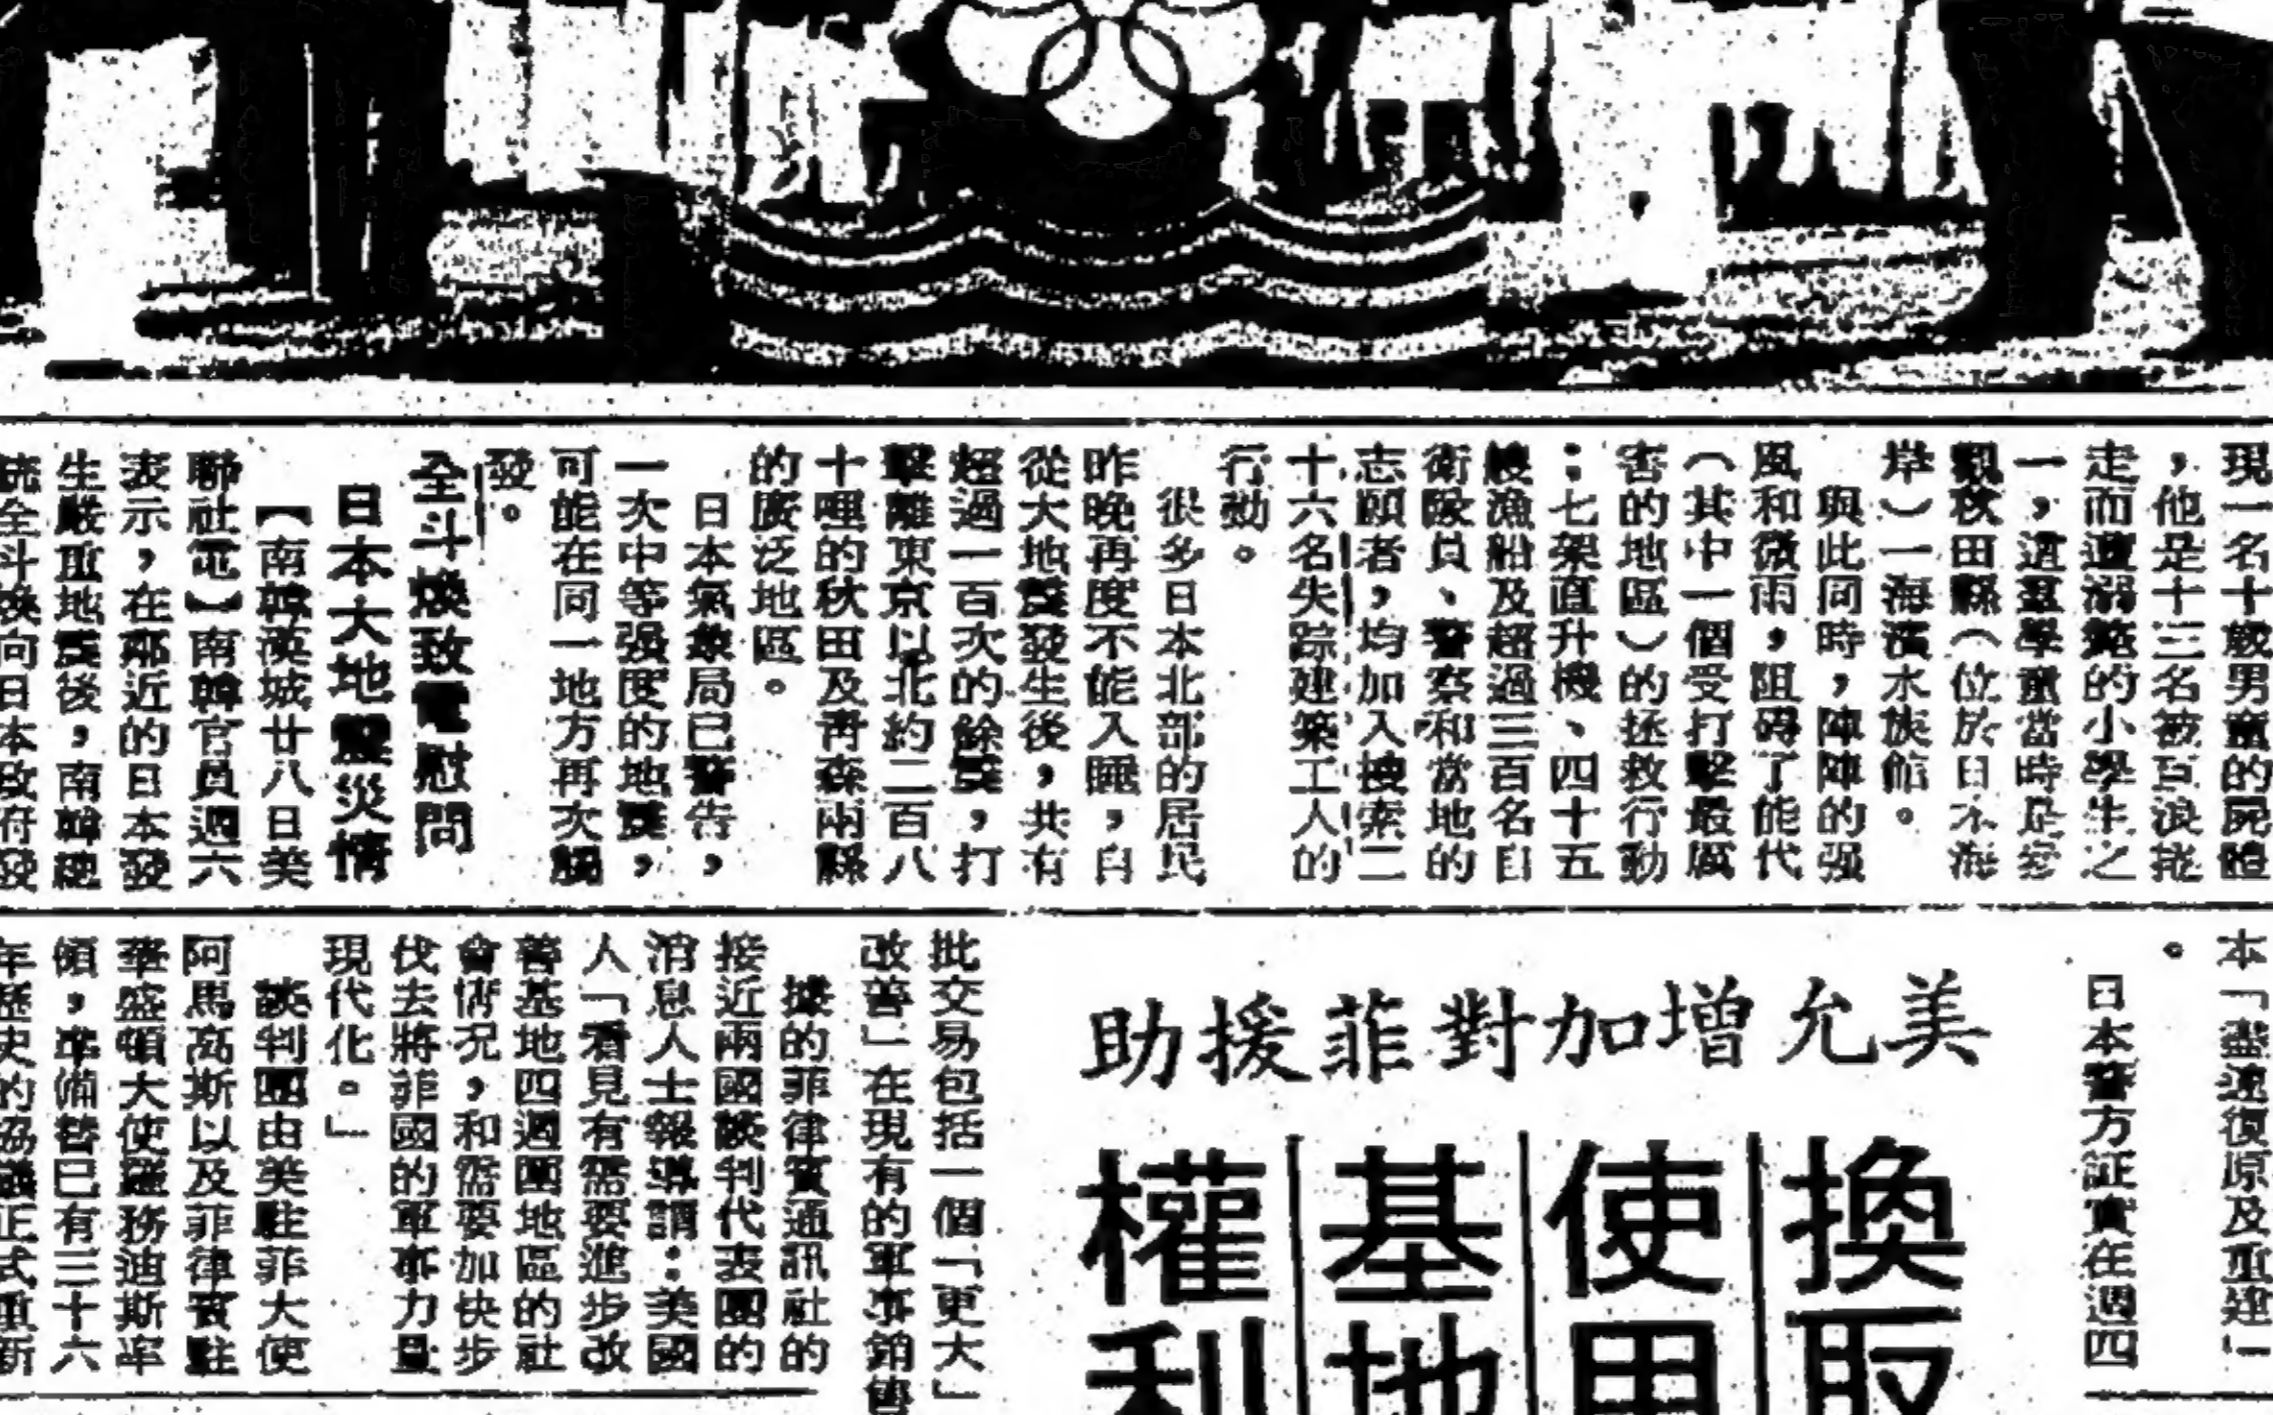 現一名十歲男童的屍體
，他是十三名被巨浪捲
走而遭溺斃的小學生之
一，這羣學童當時是參
觀秋田縣（位於日本海
岸）一海濱水族館。
與此同時，陣陣的强
風和微雨，阻碍了能代
（其中一個受打擊最厲
害的地區）的拯救行動
；七架直升機、四十五
艘漁船及超過三百名自
衛隊員、警察和當地的
志願者，均加入搜索二
十六名失踪建築工人的
行動。
很多日本北部的居民
昨晚再度不能入睡，自
從大地震發生後，共有
超過一百次的餘震，打
擊離東京以北約二百八
十哩的秋田及靑森兩縣
的廣泛地區。
日本氣象局已警告，
一次中等强度的地震，
可能在同一地方再次觸
發。
全斗煥致電慰問
日本大地震災情
【南韓漢城廿八日美
聯社電】南韓官員週六
表示，在鄰近的日本發
生嚴重地震後，南韓總
統全斗煥向日本政府發
本「盡速復原及重建」
。
日本警方証實在週四
美允增加對菲援助
換取
使用
基地
權利
批交易包括一個「更大」
改善」在現有的軍事銷售
據的菲律賓通訊社的
接近兩國談判代表團的
消息人士報導謂：美國
人「看見有需要進步改
善基地四週圍地區的社
會情况，和需要加快步
伐去將菲國的軍事力量
現代化。」
談判團由美駐菲大使
阿馬高斯以及菲律賓駐
華盛頓大使羅務迪斯率
領，準備替已有三十六
年歷史的協議正式重新